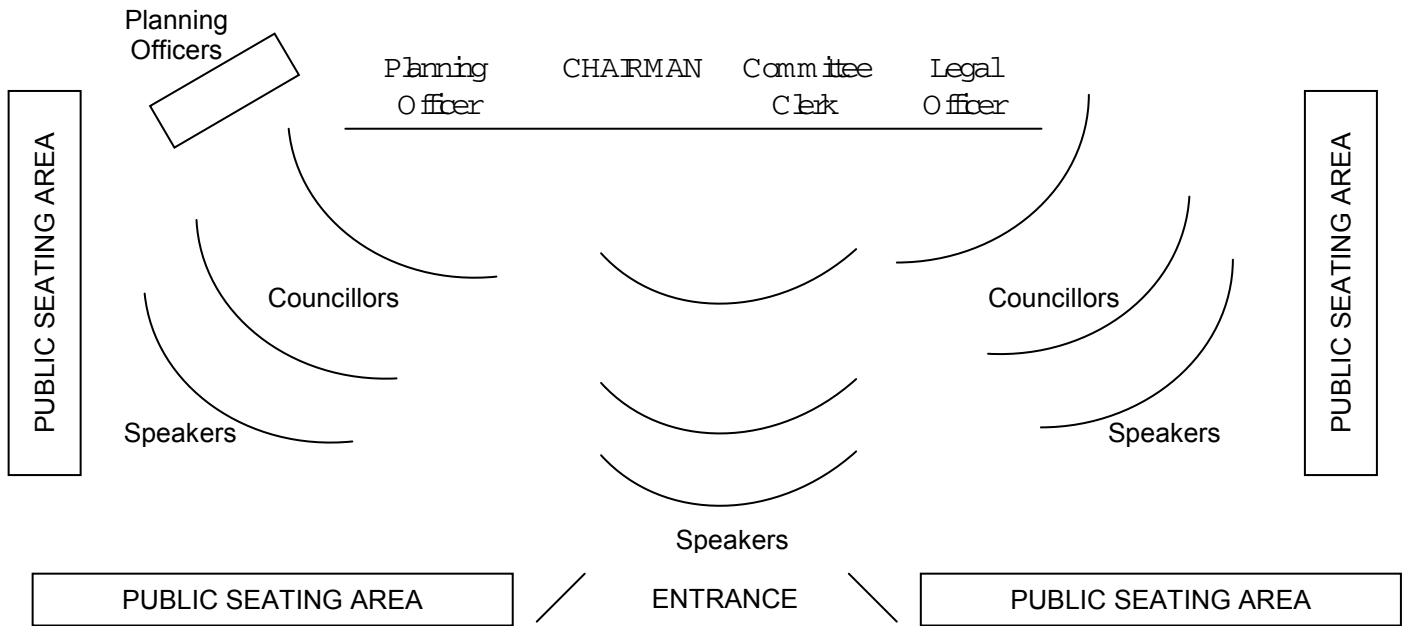 Planning
Officers
Planning
Officer
CHAIRMAN
Committee
Clerk
Legal
Officer
PUBLIC SEATING AREA
PUBLIC SEATING AREA
Councillors
Councillors
Speakers
Speakers
Speakers
PUBLIC SEATING AREA
ENTRANCE
PUBLIC SEATING AREA